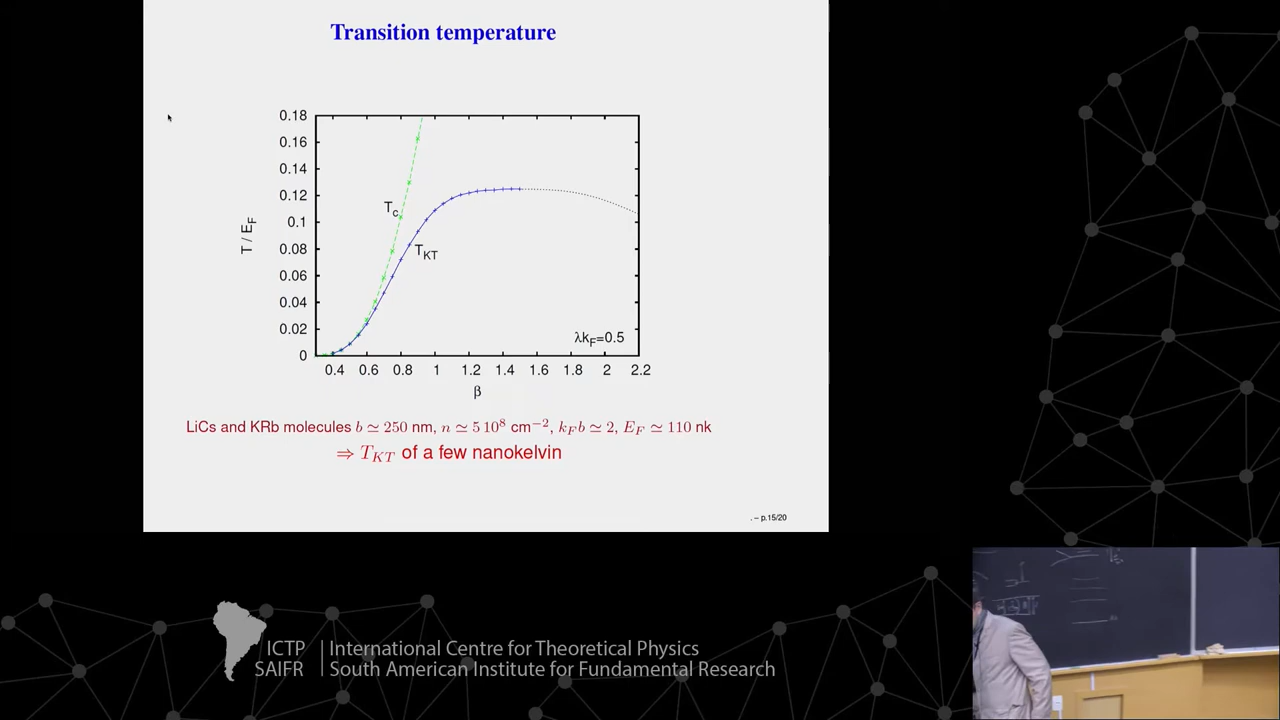 Transition temperature
0.18
0.16
0.14
0.12
0.1
0.08
0.06
0.04
0.02
0
T / E_F
T_c
T_KT
λk_F=0.5
0.4 0.6 0.8 1 1.2 1.4 1.6 1.8 2 2.2
β
LiCs and KRb molecules b ≃ 250 nm, n ≃ 5 10⁸ cm⁻², k_F b ≃ 2, E_F ≃ 110 nk
⇒ T_KT of a few nanokelvin
. – p.15/20
ICTP | International Centre for Theoretical Physics
SAIFR | South American Institute for Fundamental Research